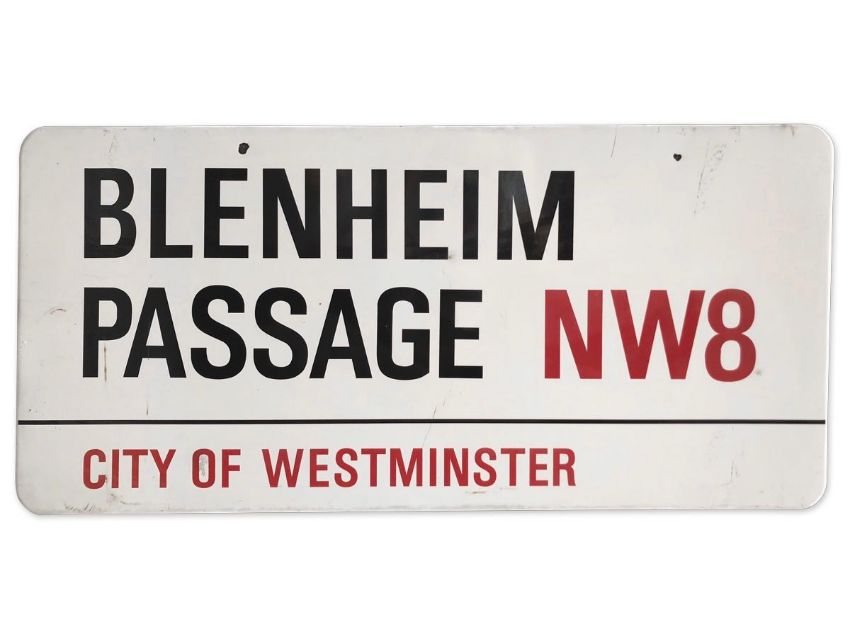 BLENHEIM
PASSAGE NW8
CITY OF WESTMINSTER